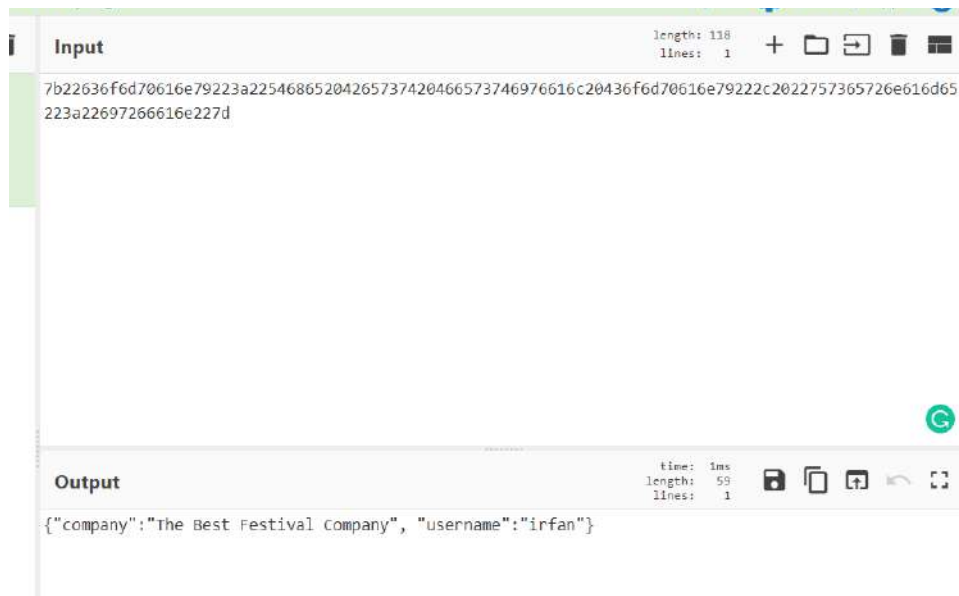 Input
length: 118
lines: 1
7b22636f6d70616e79223a22546865204265737420466573746976616c20436f6d70616e79222c2022757365726e616d65
223a22697266616e227d
Output
time: 1ms
length: 59
lines: 1
{"company":"The Best Festival Company", "username":"irfan"}